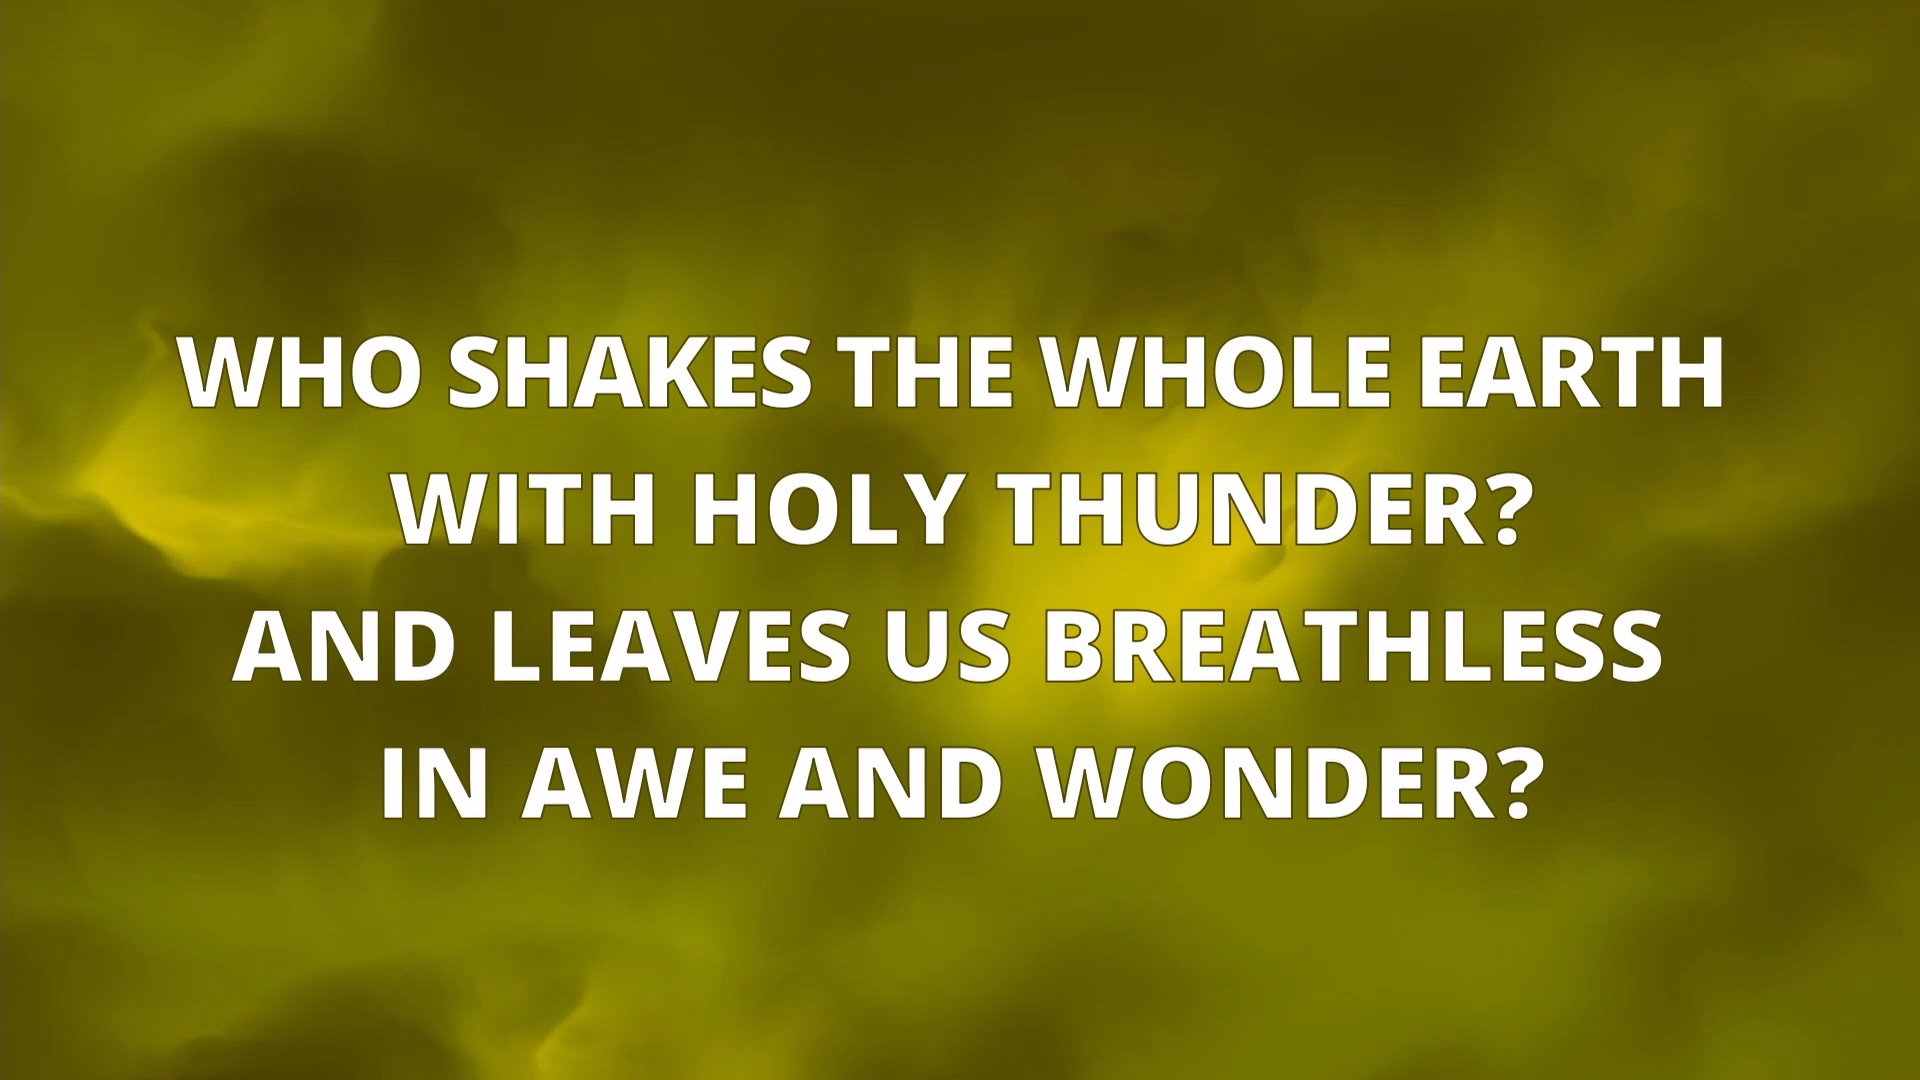 WHO SHAKES THE WHOLE EARTH
WITH HOLY THUNDER?
AND LEAVES US BREATHLESS
IN AWE AND WONDER?